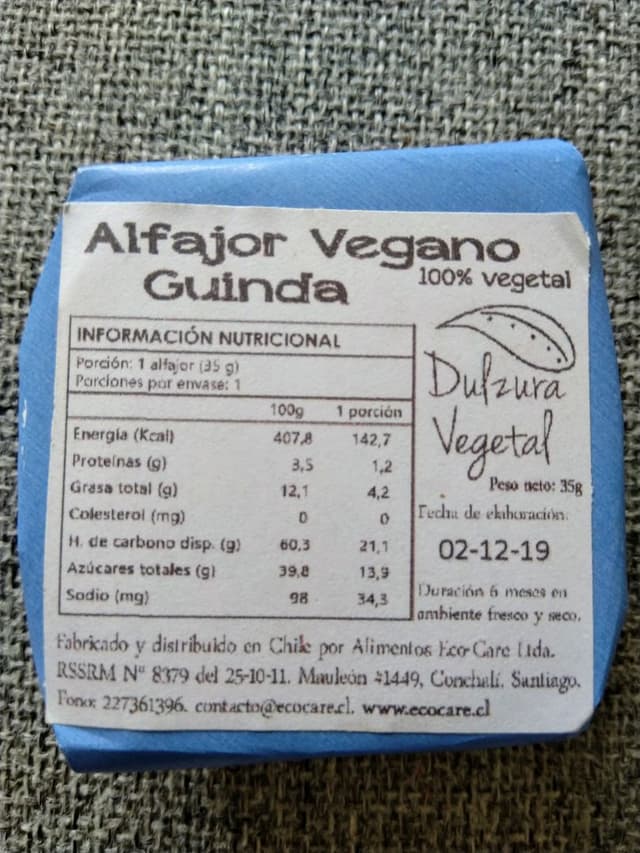 Alfajor Vegano
Guinda
100% vegetal
INFORMACIÓN NUTRICIONAL
Porción: 1 alfajor (35 g)
Porciones por envase: 1
100g 1 porción
Energía (Kcal) 407,8 142,7
Proteínas (g) 3,5 1,2
Grasa total (g) 12,1 4,2
Colesterol (mg) 0 0
H. de carbono disp. (g) 60,3 21,1
Azúcares totales (g) 39,8 13,9
Sodio (mg) 98 34,3
Dulzura
Vegetal
Peso neto: 35g
Fecha de elaboración:
02-12-19
Duración 6 meses en
ambiente fresco y seco.
Fabricado y distribuido en Chile por Alimentos Eco Care Ltda.
RSSRM Nº 8379 del 25-10-11. Mauleón #1449, Conchalí. Santiago.
Fono: 227361396. contacto@ecocare.cl. www.ecocare.cl